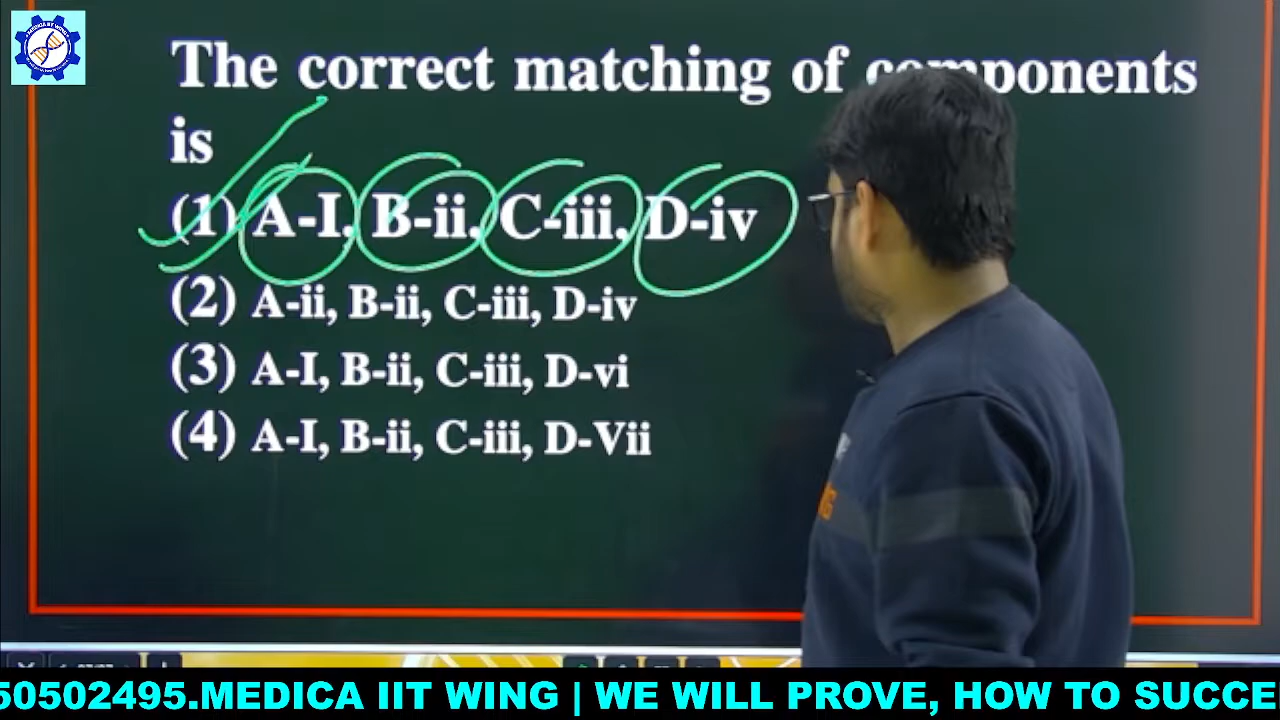 The correct matching of components
is
(1) A-I, B-ii, C-iii, D-iv
(2) A-ii, B-ii, C-iii, D-iv
(3) A-I, B-ii, C-iii, D-vi
(4) A-I, B-ii, C-iii, D-Vii
50502495.MEDICA IIT WING | WE WILL PROVE, HOW TO SUCCE